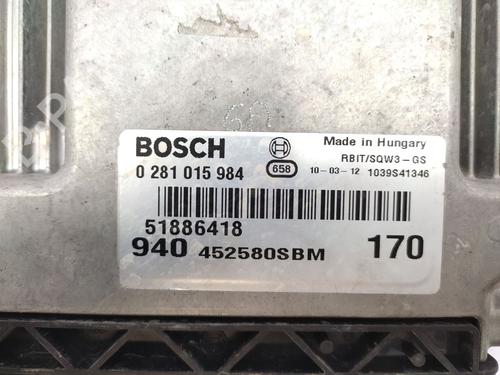 BOSCH
Made in Hungary
RBIT/SQW3-GS
0 281 015 984
658
10-03-12 1039S41346
51886418
940 452580SBM 170